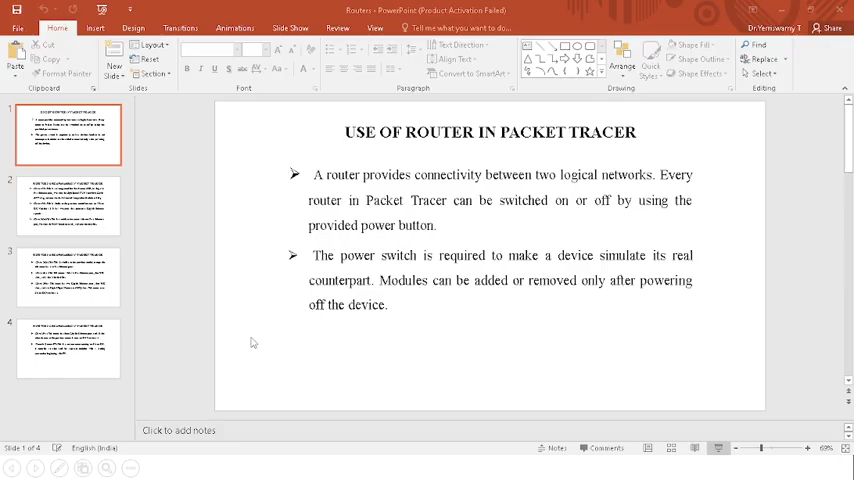 Routers - PowerPoint (Product Activation Failed)
File Home Insert Design Transitions Animations Slide Show Review View Tell me what you want to do... Dr.Yerriswamy T Share
Cut
Copy
Format Painter
Paste
Clipboard
New
Slide
Layout
Reset
Section
Slides
Font
Text Direction
Align Text
Convert to SmartArt
Paragraph
Arrange
Quick
Styles
Shape Fill
Shape Outline
Shape Effects
Drawing
Find
Replace
Select
Editing
1
2
3
4
USE OF ROUTER IN PACKET TRACER
A router provides connectivity between two logical networks. Every
router in Packet Tracer can be switched on or off by using the
provided power button.
The power switch is required to make a device simulate its real
counterpart. Modules can be added or removed only after powering
off the device.
Click to add notes
Slide 1 of 4 English (India) Notes Comments 69%